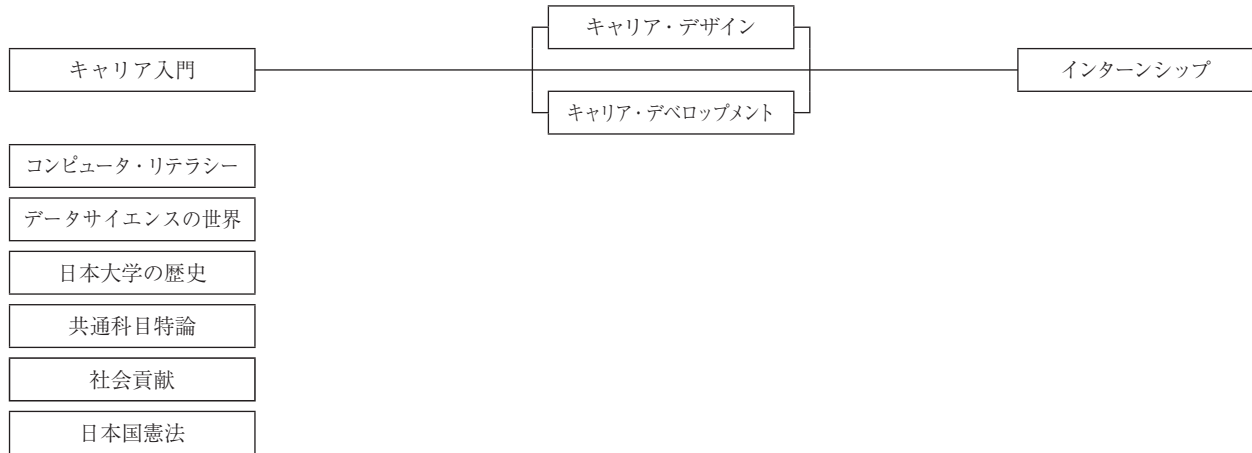 キャリア・デザイン
キャリア入門
インターンシップ
キャリア・デベロップメント
コンピュータ・リテラシー
データサイエンスの世界
日本大学の歴史
共通科目特論
社会貢献
日本国憲法